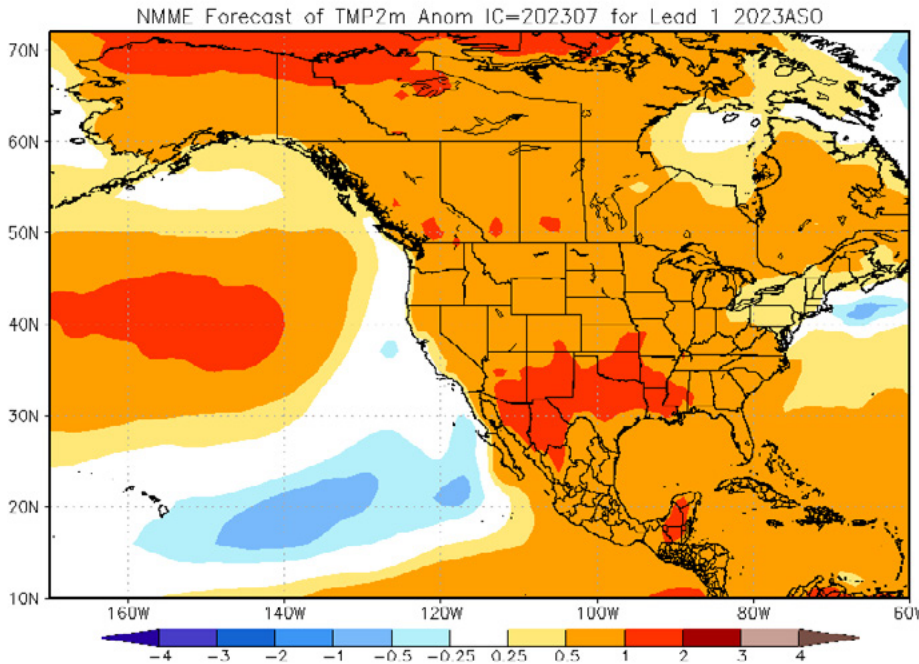 NMME Forecast of TMP2m Anom IC=202307 for Lead 1 2023ASO
70N
60N
50N
40N
30N
20N
10N
160W 140W 120W 100W 80W 60W
-4 -3 -2 -1 -0.5 -0.25 0.25 0.5 1 2 3 4